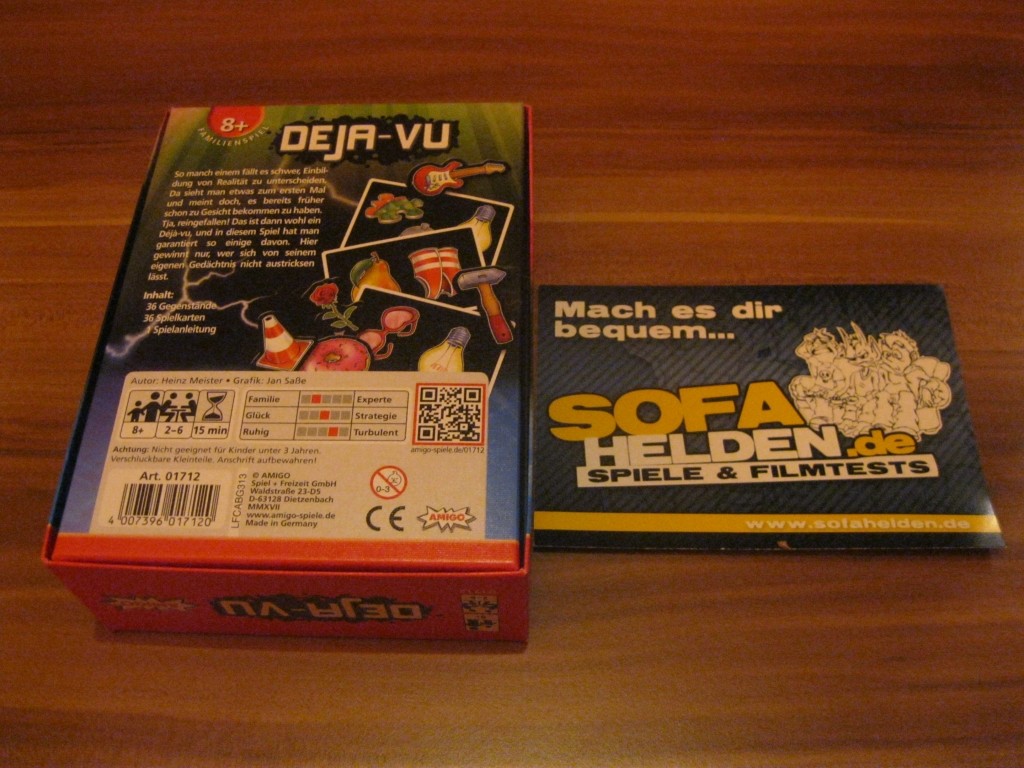 8+
FAMILIENSPIEL
DEJA-VU
So manch einem fällt es schwer, Einbil-
dung von Realität zu unterscheiden.
Da sieht man etwas zum ersten Mal
und meint doch, es bereits früher
schon zu Gesicht bekommen zu haben.
Tja, reingefallen! Das ist dann wohl ein
Déjà-vu, und in diesem Spiel hat man
garantiert so einige davon. Hier
gewinnt nur, wer sich von seinem
eigenen Gedächtnis nicht austricksen
lässt.
Inhalt:
36 Gegenstände
36 Spielkarten
1 Spielanleitung
Autor: Heinz Meister • Grafik: Jan Saße
8+ 2-6 15 min
Familie Experte
Glück Strategie
Ruhig Turbulent
amigo-spiele.de/01712
Achtung: Nicht geeignet für Kinder unter 3 Jahren.
Verschluckbare Kleinteile. Anschrift aufbewahren!
Art. 01712
4 007396 017120
LFCABG313
© AMIGO
Spiel + Freizeit GmbH
Waldstraße 23-D5
D-63128 Dietzenbach
MMXVII
www.amigo-spiele.de
Made in Germany
0-3
CE
AMIGO
DEJA-VU
AMIGO
Mach es dir
bequem...
SOFA
HELDEN.de
SPIELE & FILMTESTS
www.sofahelden.de